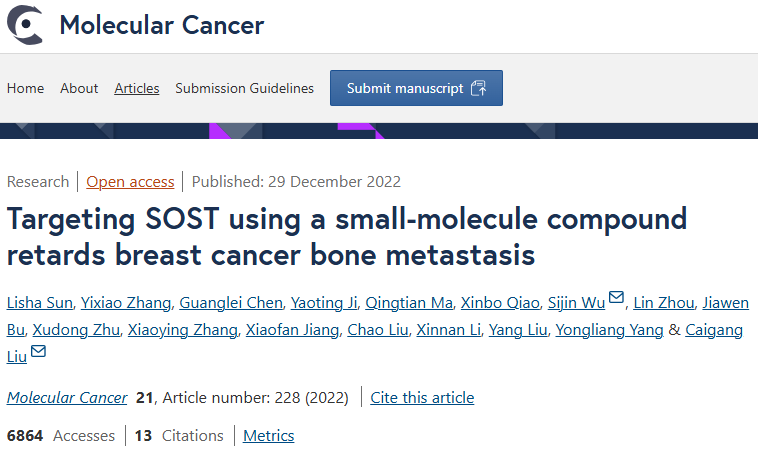 Molecular Cancer
Home About Articles Submission Guidelines Submit manuscript
Research Open access Published: 29 December 2022
Targeting SOST using a small-molecule compound
retards breast cancer bone metastasis
Lisha Sun, Yixiao Zhang, Guanglei Chen, Yaoting Ji, Qingtian Ma, Xinbo Qiao, Sijin Wu, Lin Zhou, Jiawen
Bu, Xudong Zhu, Xiaoying Zhang, Xiaofan Jiang, Chao Liu, Xinnan Li, Yang Liu, Yongliang Yang & Caigang
Liu
Molecular Cancer 21, Article number: 228 (2022) Cite this article
6864 Accesses 13 Citations Metrics